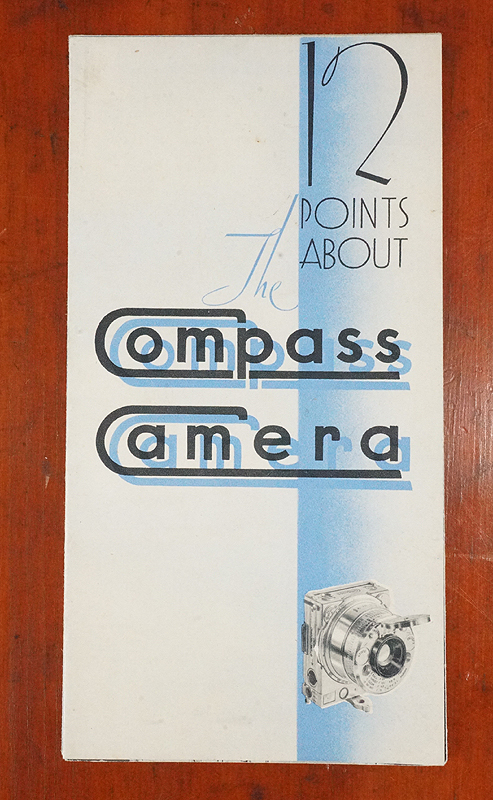 12
POINTS
ABOUT
The
Compass
Camera